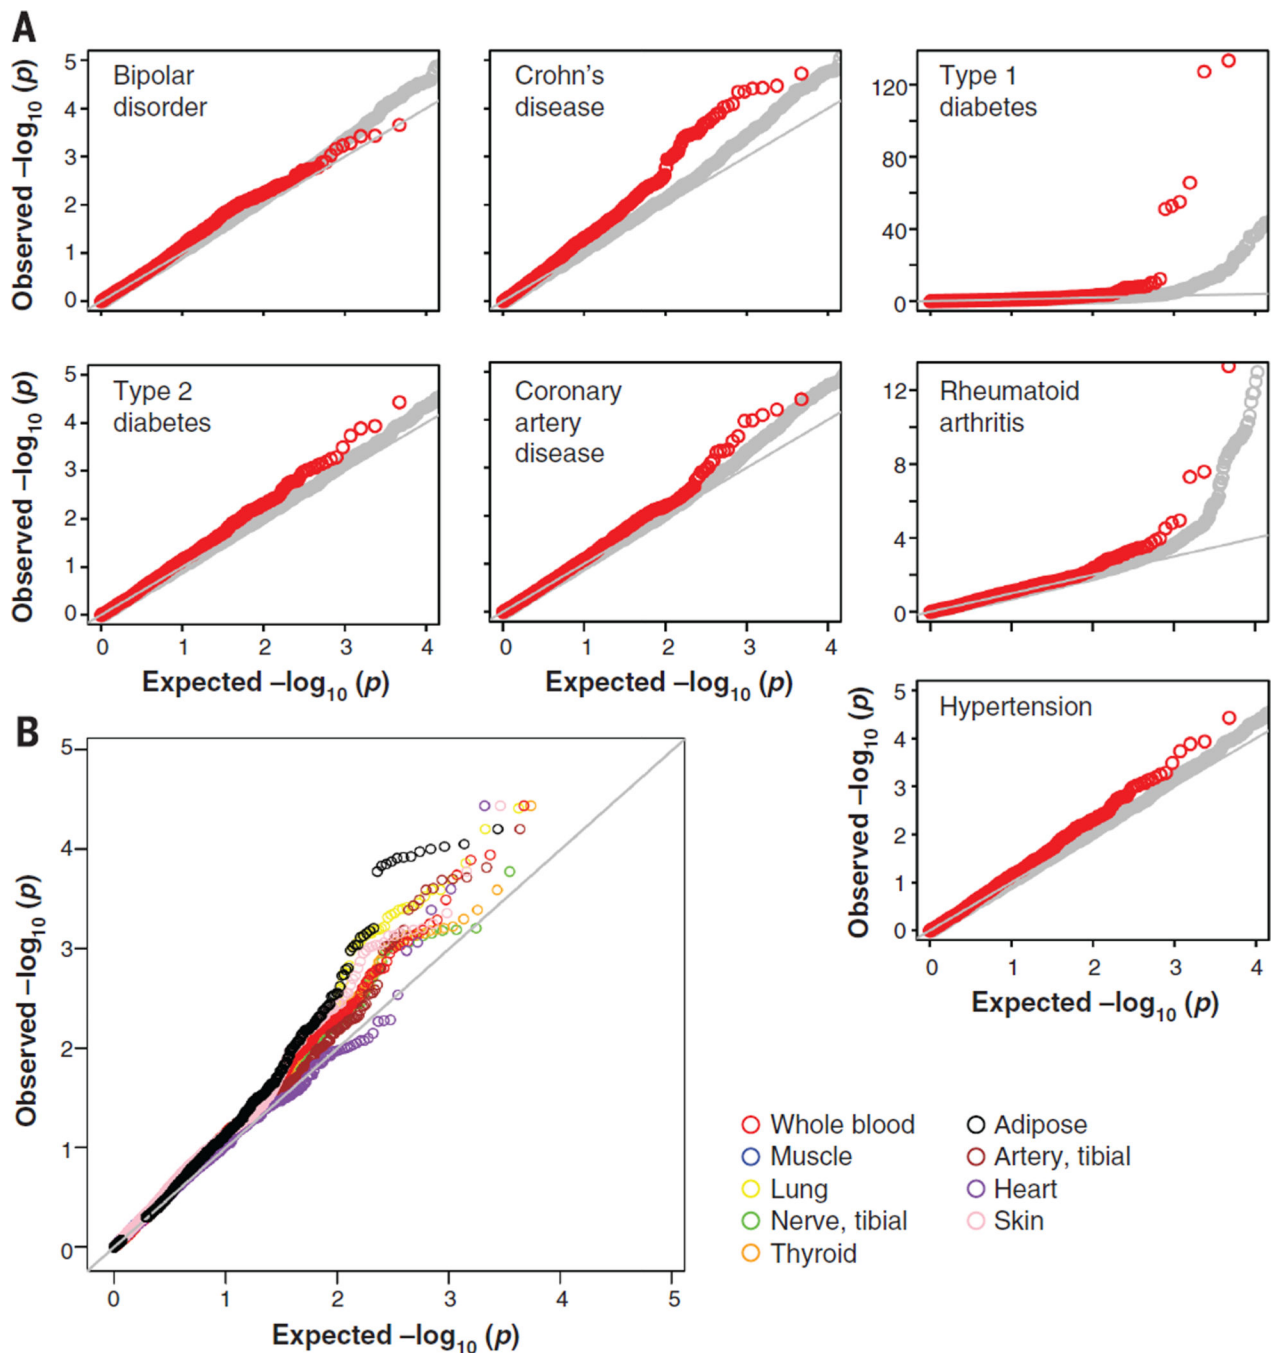 A
Observed –log10 (p)
5
4
3
2
1
0
Bipolar
disorder
Crohn's
disease
120
80
40
0
Type 1
diabetes
Observed –log10 (p)
5
4
3
2
1
0
Type 2
diabetes
0 1 2 3 4
Expected –log10 (p)
Coronary
artery
disease
0 1 2 3 4
Expected –log10 (p)
12
8
4
0
Rheumatoid
arthritis
Observed –log10 (p)
5
4
3
2
1
0
Hypertension
0 1 2 3 4
Expected –log10 (p)
B
Observed –log10 (p)
5
4
3
2
1
0
0 1 2 3 4 5
Expected –log10 (p)
Whole blood
Muscle
Lung
Nerve, tibial
Thyroid
Adipose
Artery, tibial
Heart
Skin